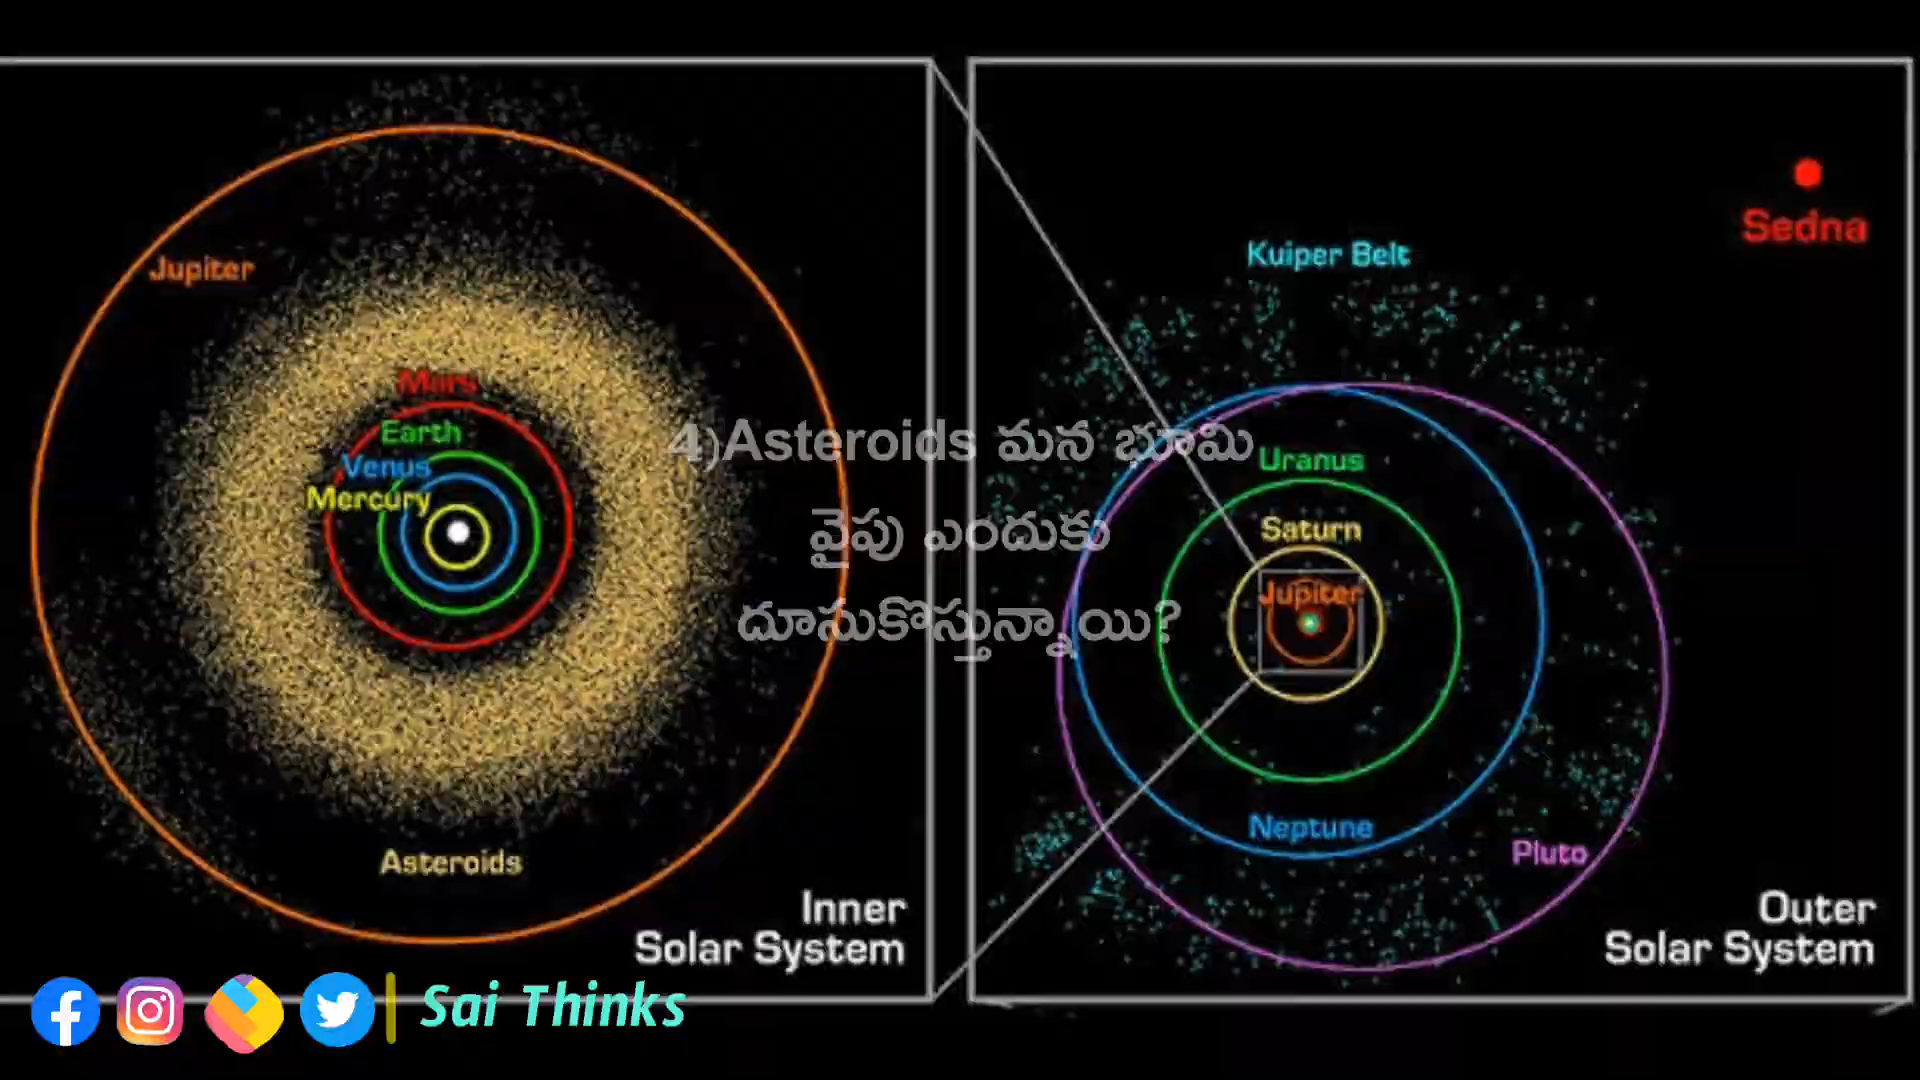 Jupiter
Mars
Earth
Venus
Mercury
Asteroids
Inner
Solar System
4)Asteroids మన భూమి
వైపు ఎందుకు
దూసుకొస్తున్నాయి?
Sedna
Kuiper Belt
Uranus
Saturn
Jupiter
Neptune
Pluto
Outer
Solar System
Sai Thinks